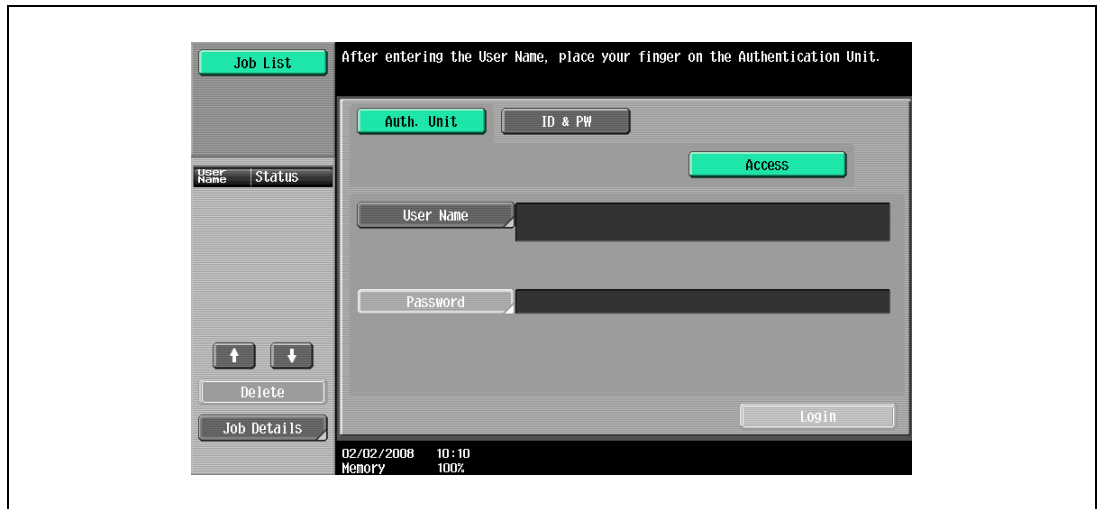 Job List
After entering the User Name, place your finger on the Authentication Unit.
Auth. Unit
ID & PW
Access
User Name
Status
User Name
Password
Delete
Login
Job Details
02/02/2008 10:10
Memory 100%